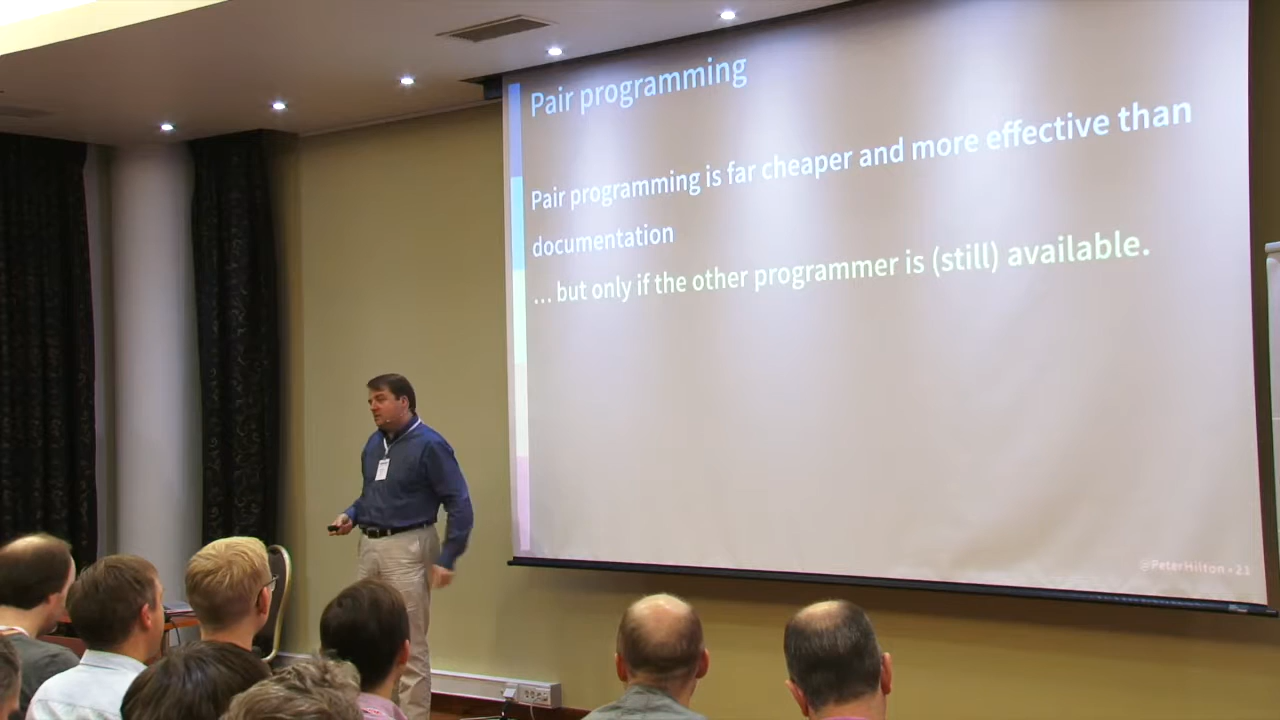 Pair programming
Pair programming is far cheaper and more effective than
documentation
... but only if the other programmer is (still) available.
@PeterHilton • 21